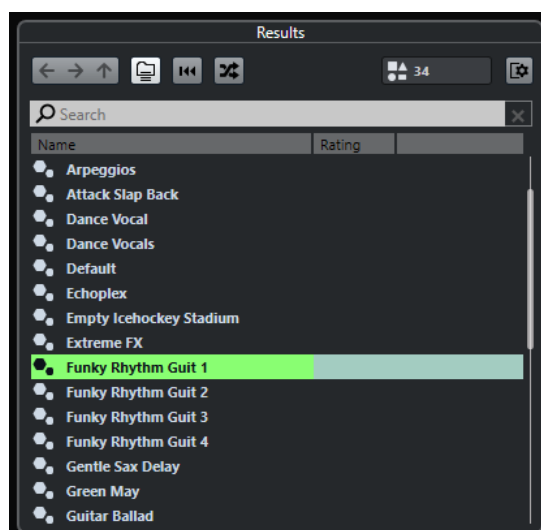 Results
34
Search
Name Rating
Arpeggios
Attack Slap Back
Dance Vocal
Dance Vocals
Default
Echoplex
Empty Icehockey Stadium
Extreme FX
Funky Rhythm Guit 1
Funky Rhythm Guit 2
Funky Rhythm Guit 3
Funky Rhythm Guit 4
Gentle Sax Delay
Green May
Guitar Ballad